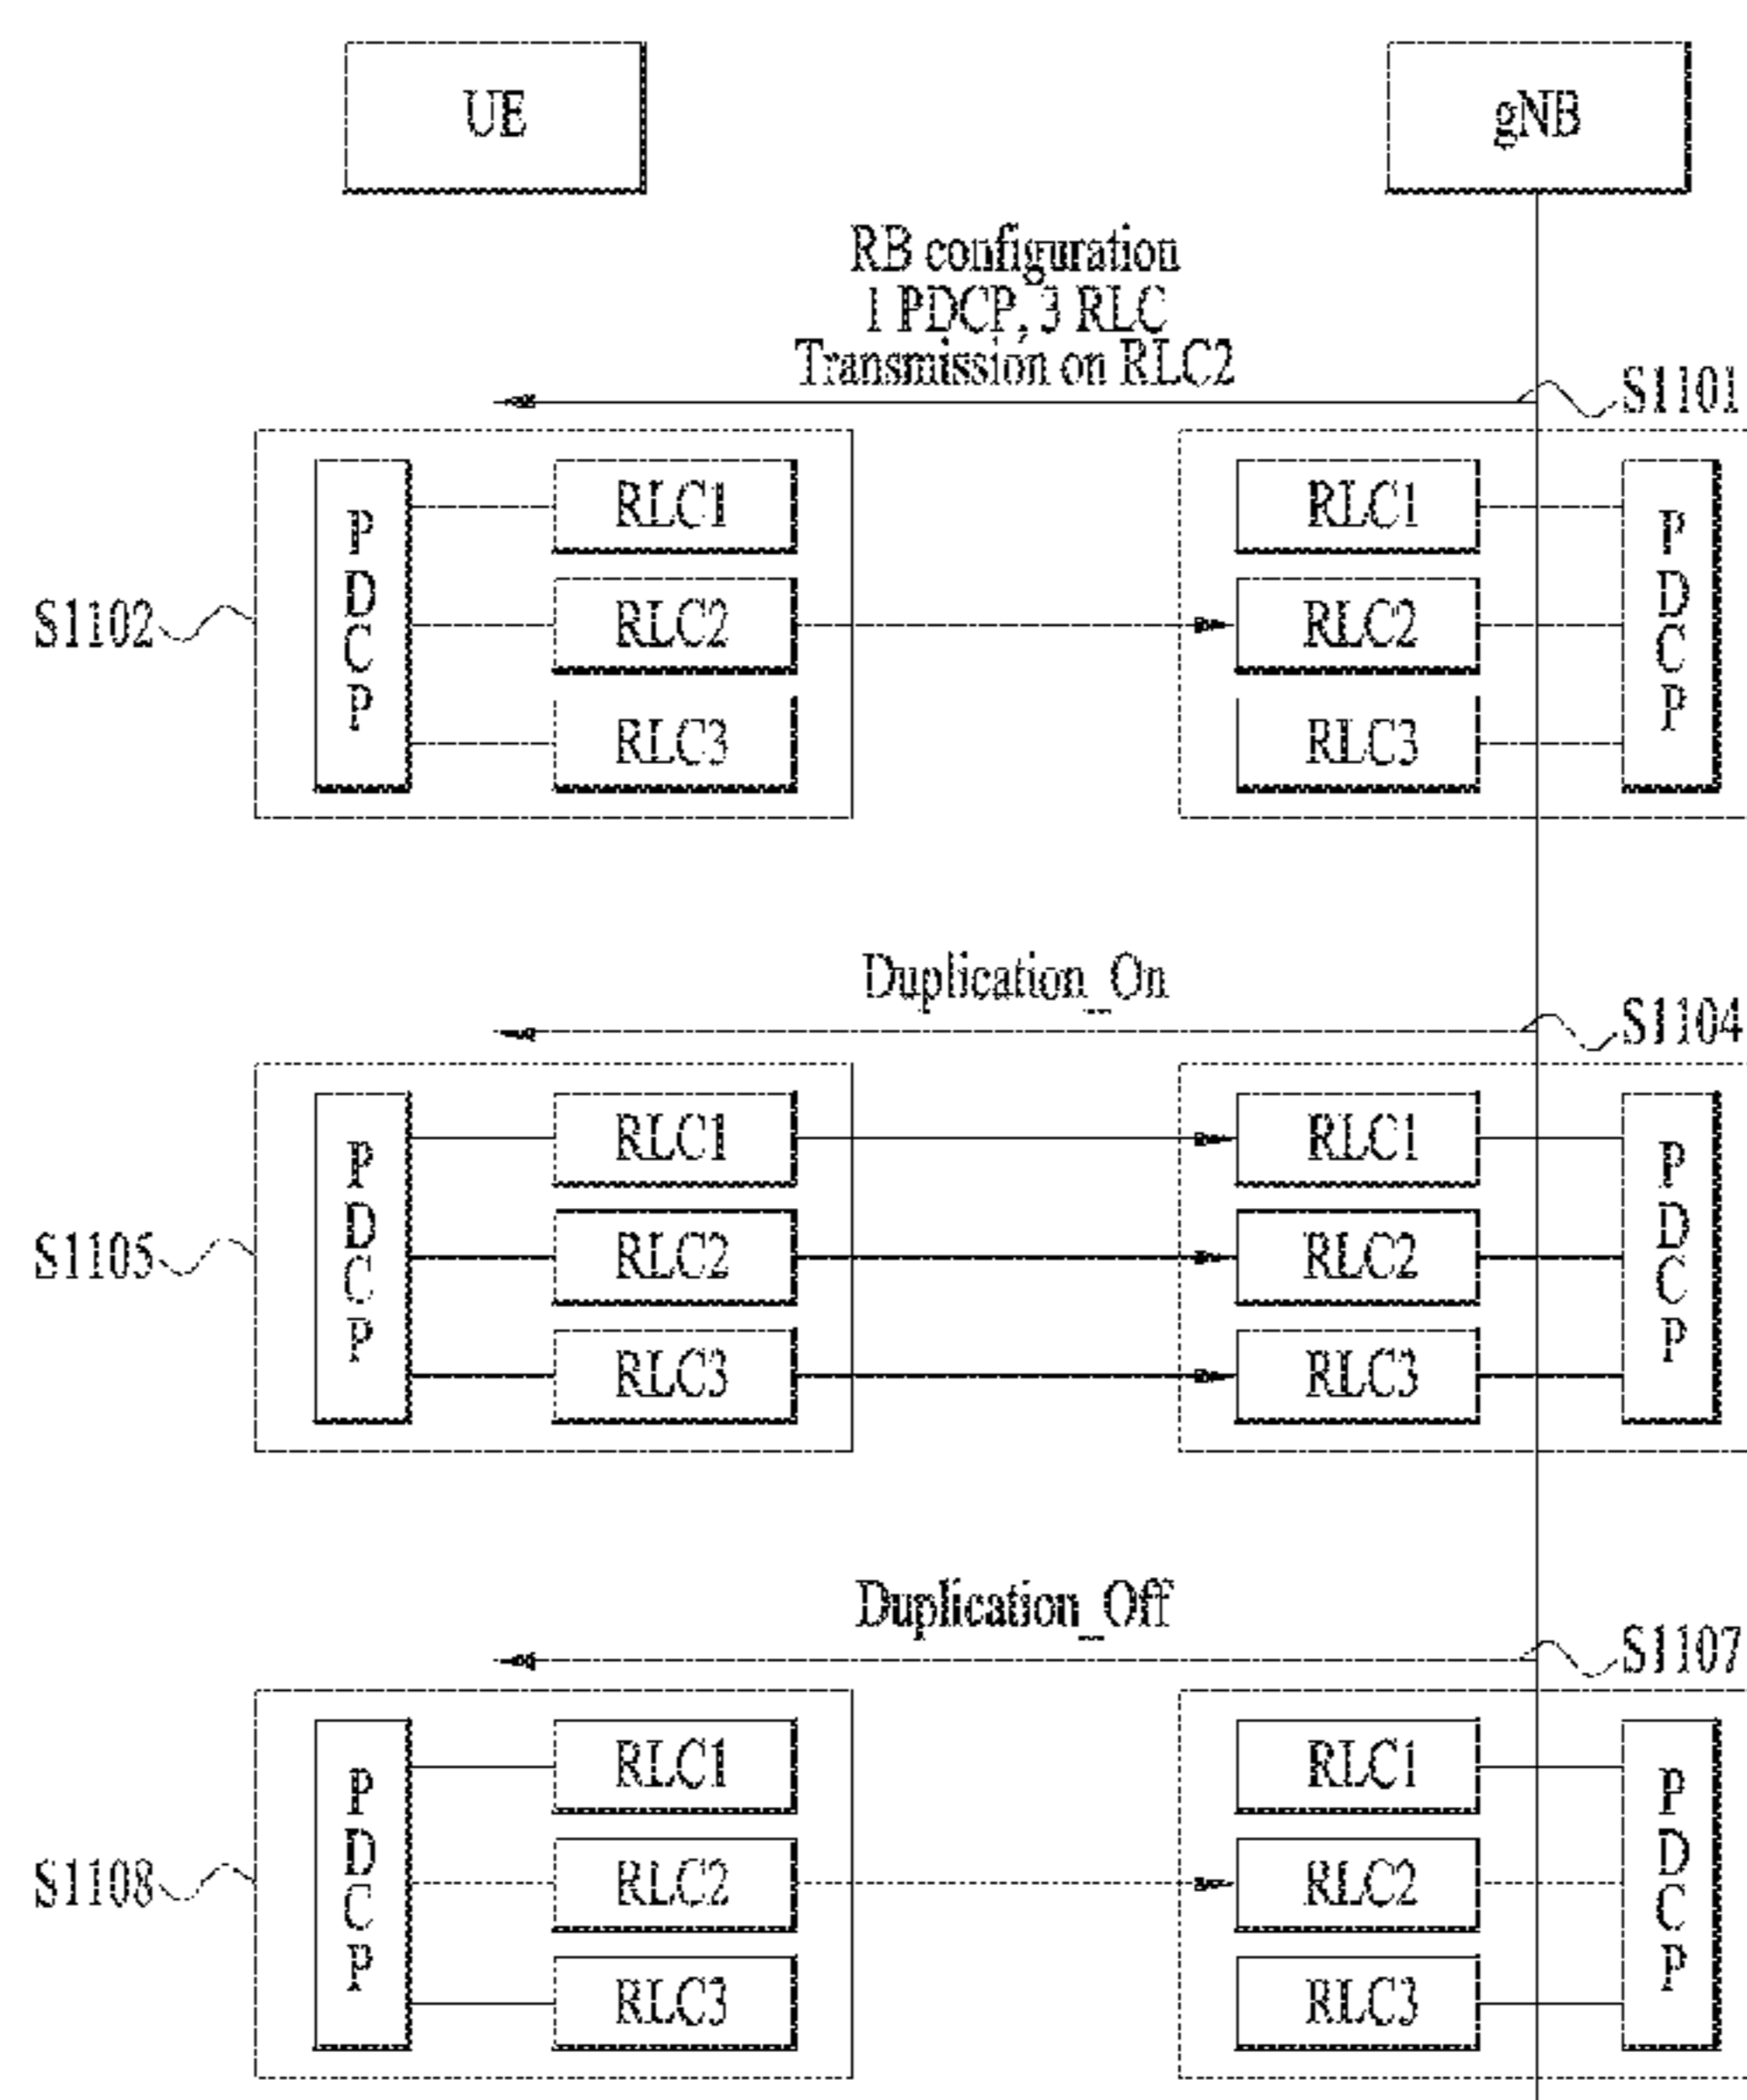 UE
gNB
RB configuration
1 PDCP, 3 RLC
Transmission on RLC2
S1101
PDCP
RLC1
RLC1
PDCP
S1102
RLC2
RLC2
RLC3
RLC3
Duplication_On
S1104
PDCP
RLC1
RLC1
PDCP
S1105
RLC2
RLC2
RLC3
RLC3
Duplication_Off
S1107
PDCP
RLC1
RLC1
PDCP
S1108
RLC2
RLC2
RLC3
RLC3